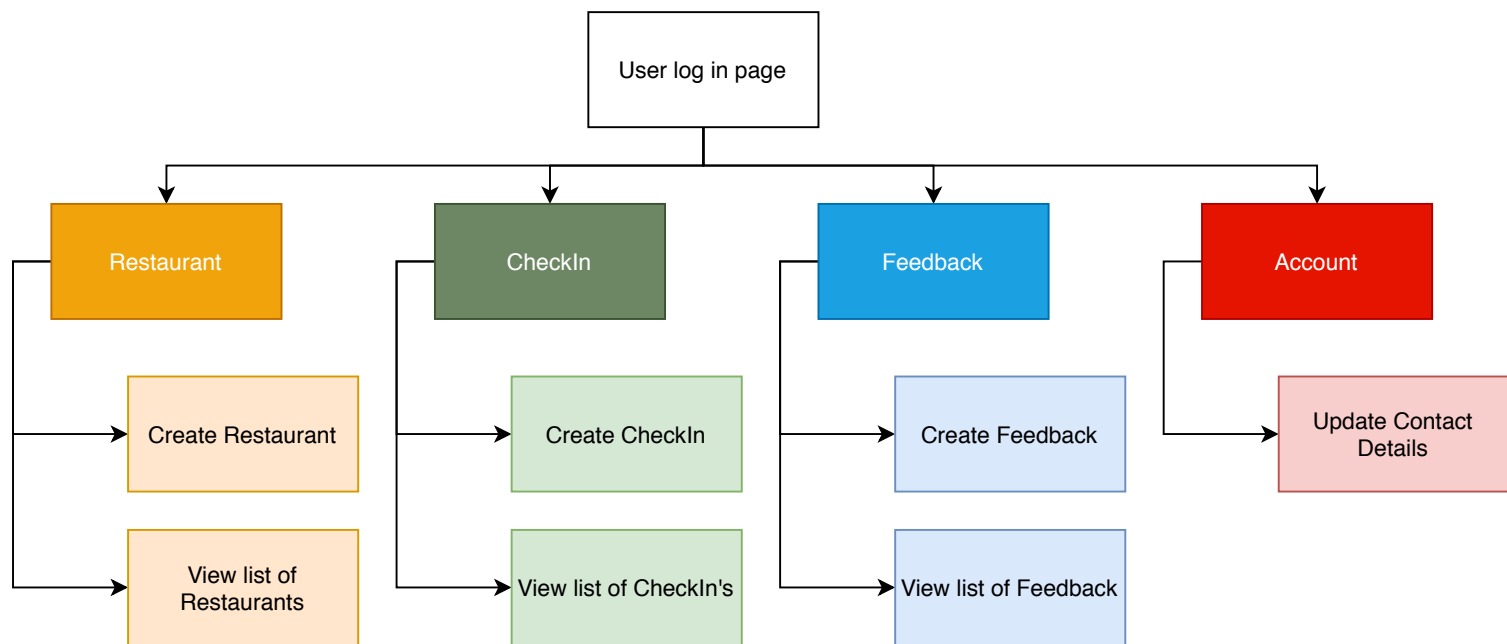 User log in page
Restaurant
CheckIn
Feedback
Account
Create Restaurant
Create CheckIn
Create Feedback
Update Contact
Details
View list of
Restaurants
View list of CheckIn's
View list of Feedback